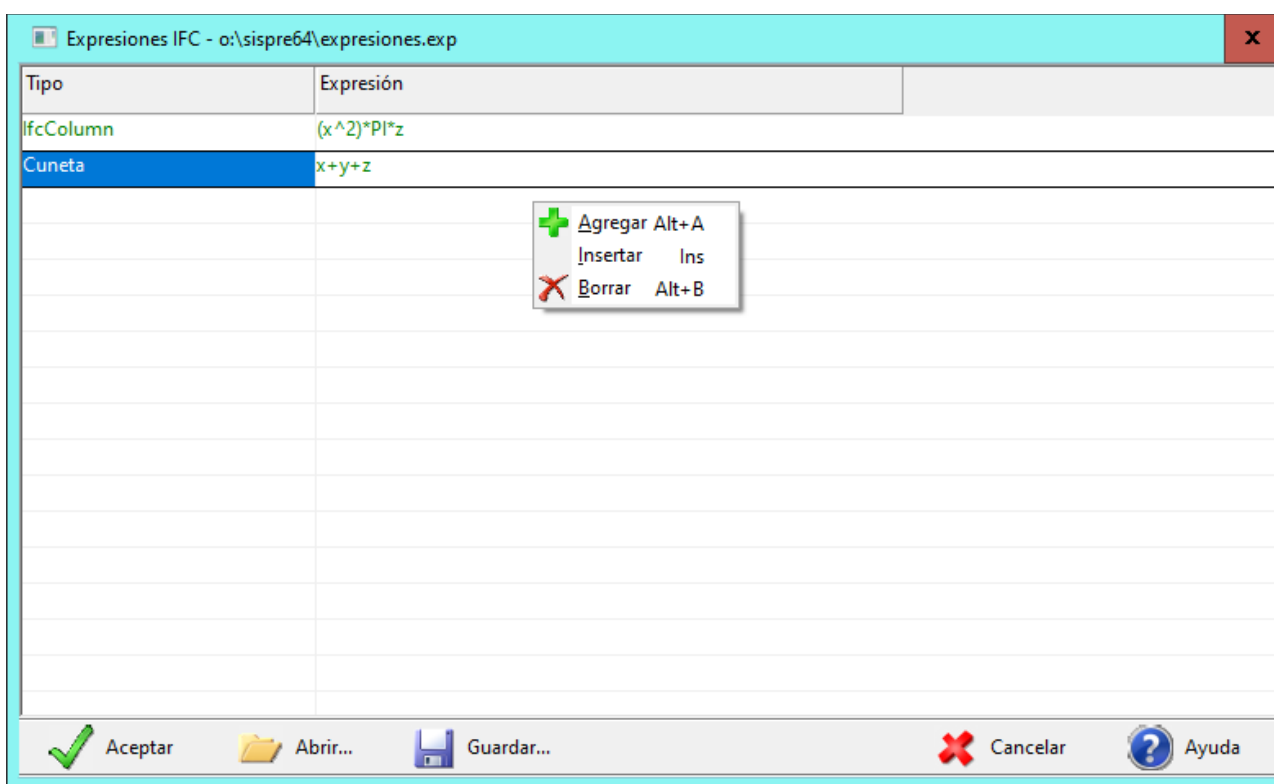 Expresiones IFC - o:\sispre64\expresiones.exp x
Tipo Expresión
IfcColumn (x^2)*PI*z
Cuneta x+y+z
Agregar Alt+A
Insertar Ins
Borrar Alt+B
Aceptar Abrir... Guardar... Cancelar ? Ayuda